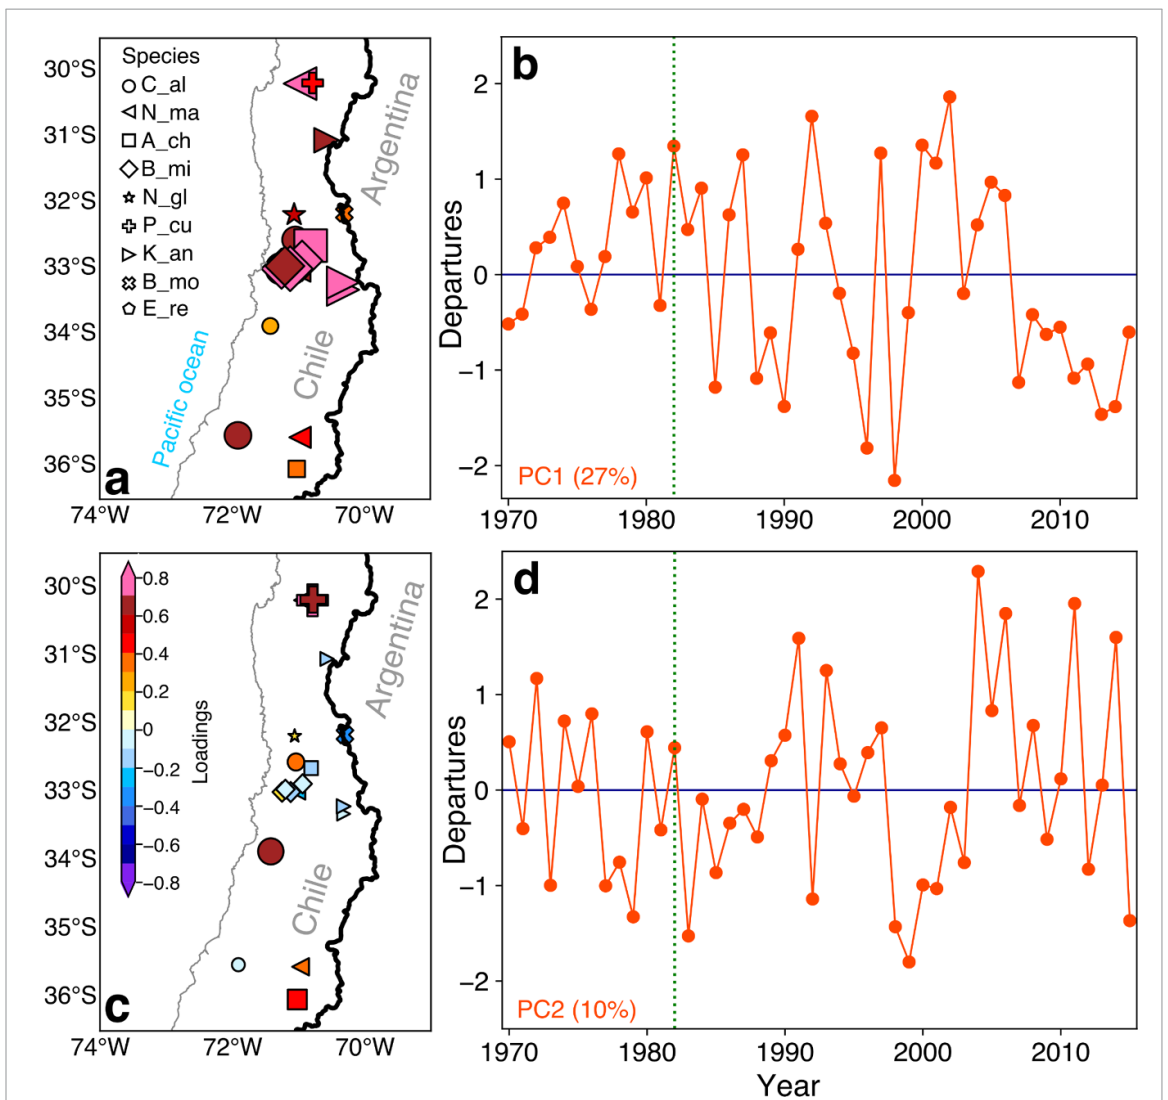 Species
C_al
N_ma
A_ch
B_mi
N_gl
P_cu
K_an
B_mo
E_re
30°S
31°S
32°S
33°S
34°S
35°S
36°S
74°W
72°W
70°W
Argentina
Chile
Pacific ocean
a
b
Departures
2
1
0
−1
−2
PC1 (27%)
1970
1980
1990
2000
2010
30°S
31°S
32°S
33°S
34°S
35°S
36°S
74°W
72°W
70°W
0.8
0.6
0.4
0.2
0
−0.2
−0.4
−0.6
−0.8
Loadings
Argentina
Chile
c
d
Departures
2
1
0
−1
−2
PC2 (10%)
1970
1980
1990
2000
2010
Year